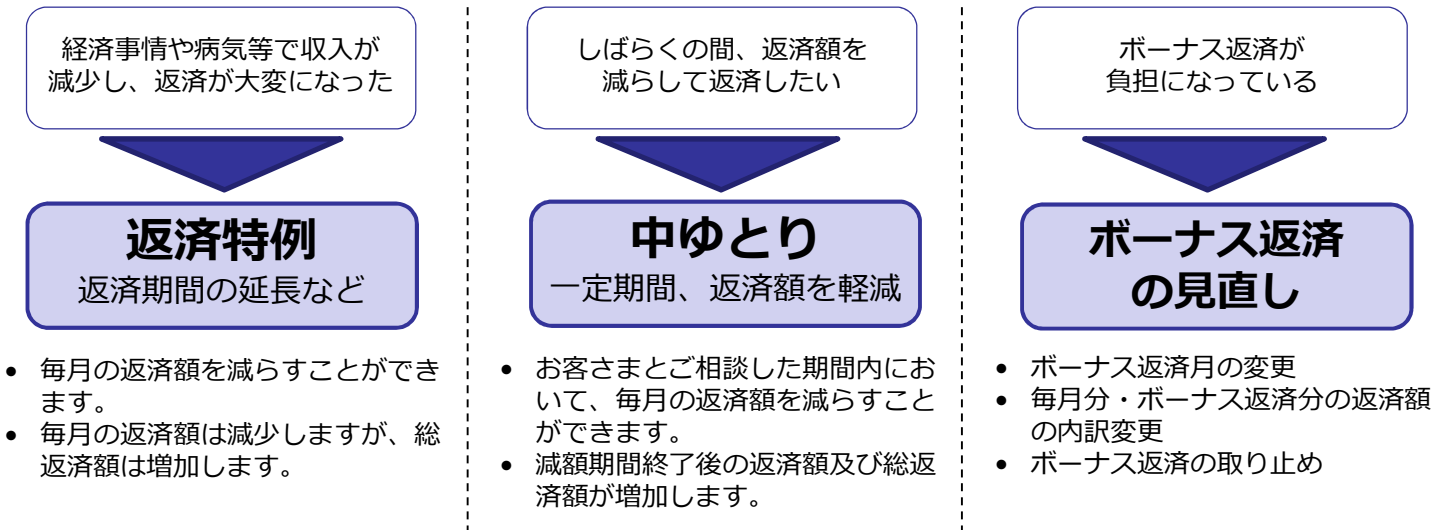 経済事情や病気等で収入が
減少し、返済が大変になった
返済特例
返済期間の延長など
• 毎月の返済額を減らすことができ
ます。
• 毎月の返済額は減少しますが、総
返済額は増加します。
しばらくの間、返済額を
減らして返済したい
中ゆとり
一定期間、返済額を軽減
• お客さまとご相談した期間内にお
いて、毎月の返済額を減らすこと
ができます。
• 減額期間終了後の返済額及び総返
済額が増加します。
ボーナス返済が
負担になっている
ボーナス返済
の見直し
• ボーナス返済月の変更
• 毎月分・ボーナス返済分の返済額
の内訳変更
• ボーナス返済の取り止め